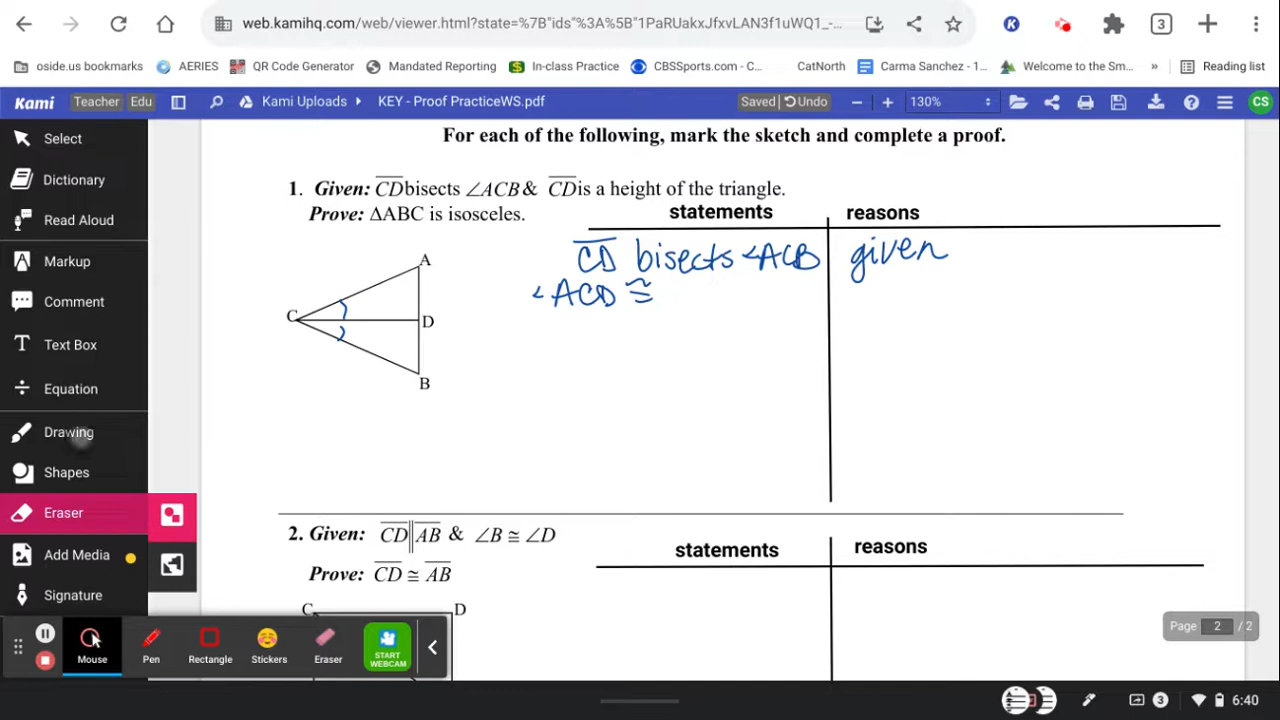 web.kamihq.com/web/viewer.html?state=%7B"ids"%3A%5B"1PaRUakxJfxvLAN3f1uWQ1_-...
3
oside.us bookmarks AERIES QR Code Generator Mandated Reporting In-class Practice CBSSports.com - C... CatNorth Carma Sanchez - 1... Welcome to the Sm... » Reading list
Kami Teacher Edu Kami Uploads KEY - Proof PracticeWS.pdf Saved Undo 130% CS
Select
Dictionary
Read Aloud
Markup
Comment
Text Box
Equation
Drawing
Shapes
Eraser
Add Media
Signature
For each of the following, mark the sketch and complete a proof.
1. Given: CD bisects ∠ACB & CD is a height of the triangle.
Prove: ΔABC is isosceles.
statements reasons
CD bisects ∠ACB given
∠ACD ≅
A
C
D
B
2. Given: CD || AB & ∠B ≅ ∠D
Prove: CD ≅ AB
statements reasons
C D
Page 2 / 2
Mouse Pen Rectangle Stickers Eraser START WEBCAM
3 6:40